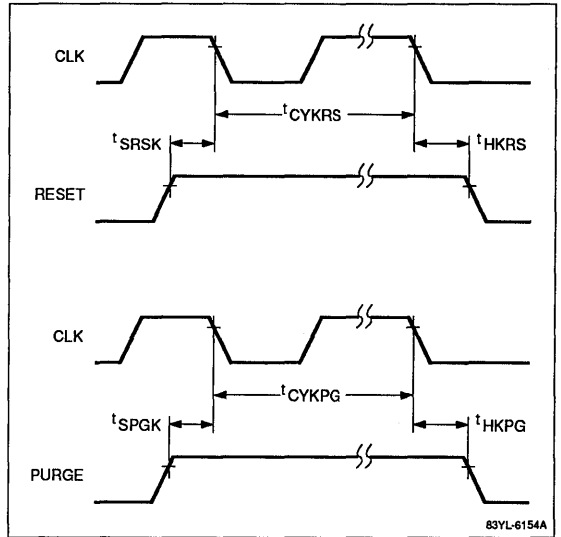 CLK
tCYKRS
tSRSK
tHKRS
RESET
CLK
tCYKPG
tSPGK
tHKPG
PURGE
83YL-6154A